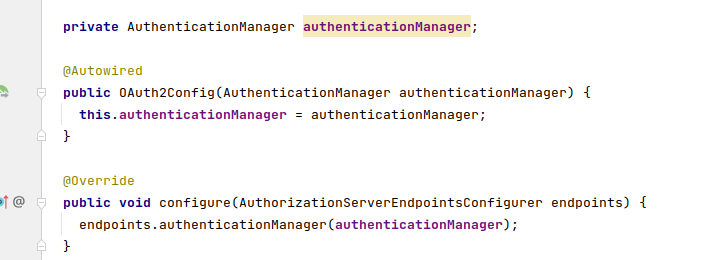 private AuthenticationManager authenticationManager;
@Autowired
public OAuth2Config(AuthenticationManager authenticationManager) {
this.authenticationManager = authenticationManager;
}
@Override
@ public void configure(AuthorizationServerEndpointsConfigurer endpoints) {
endpoints.authenticationManager(authenticationManager);
}